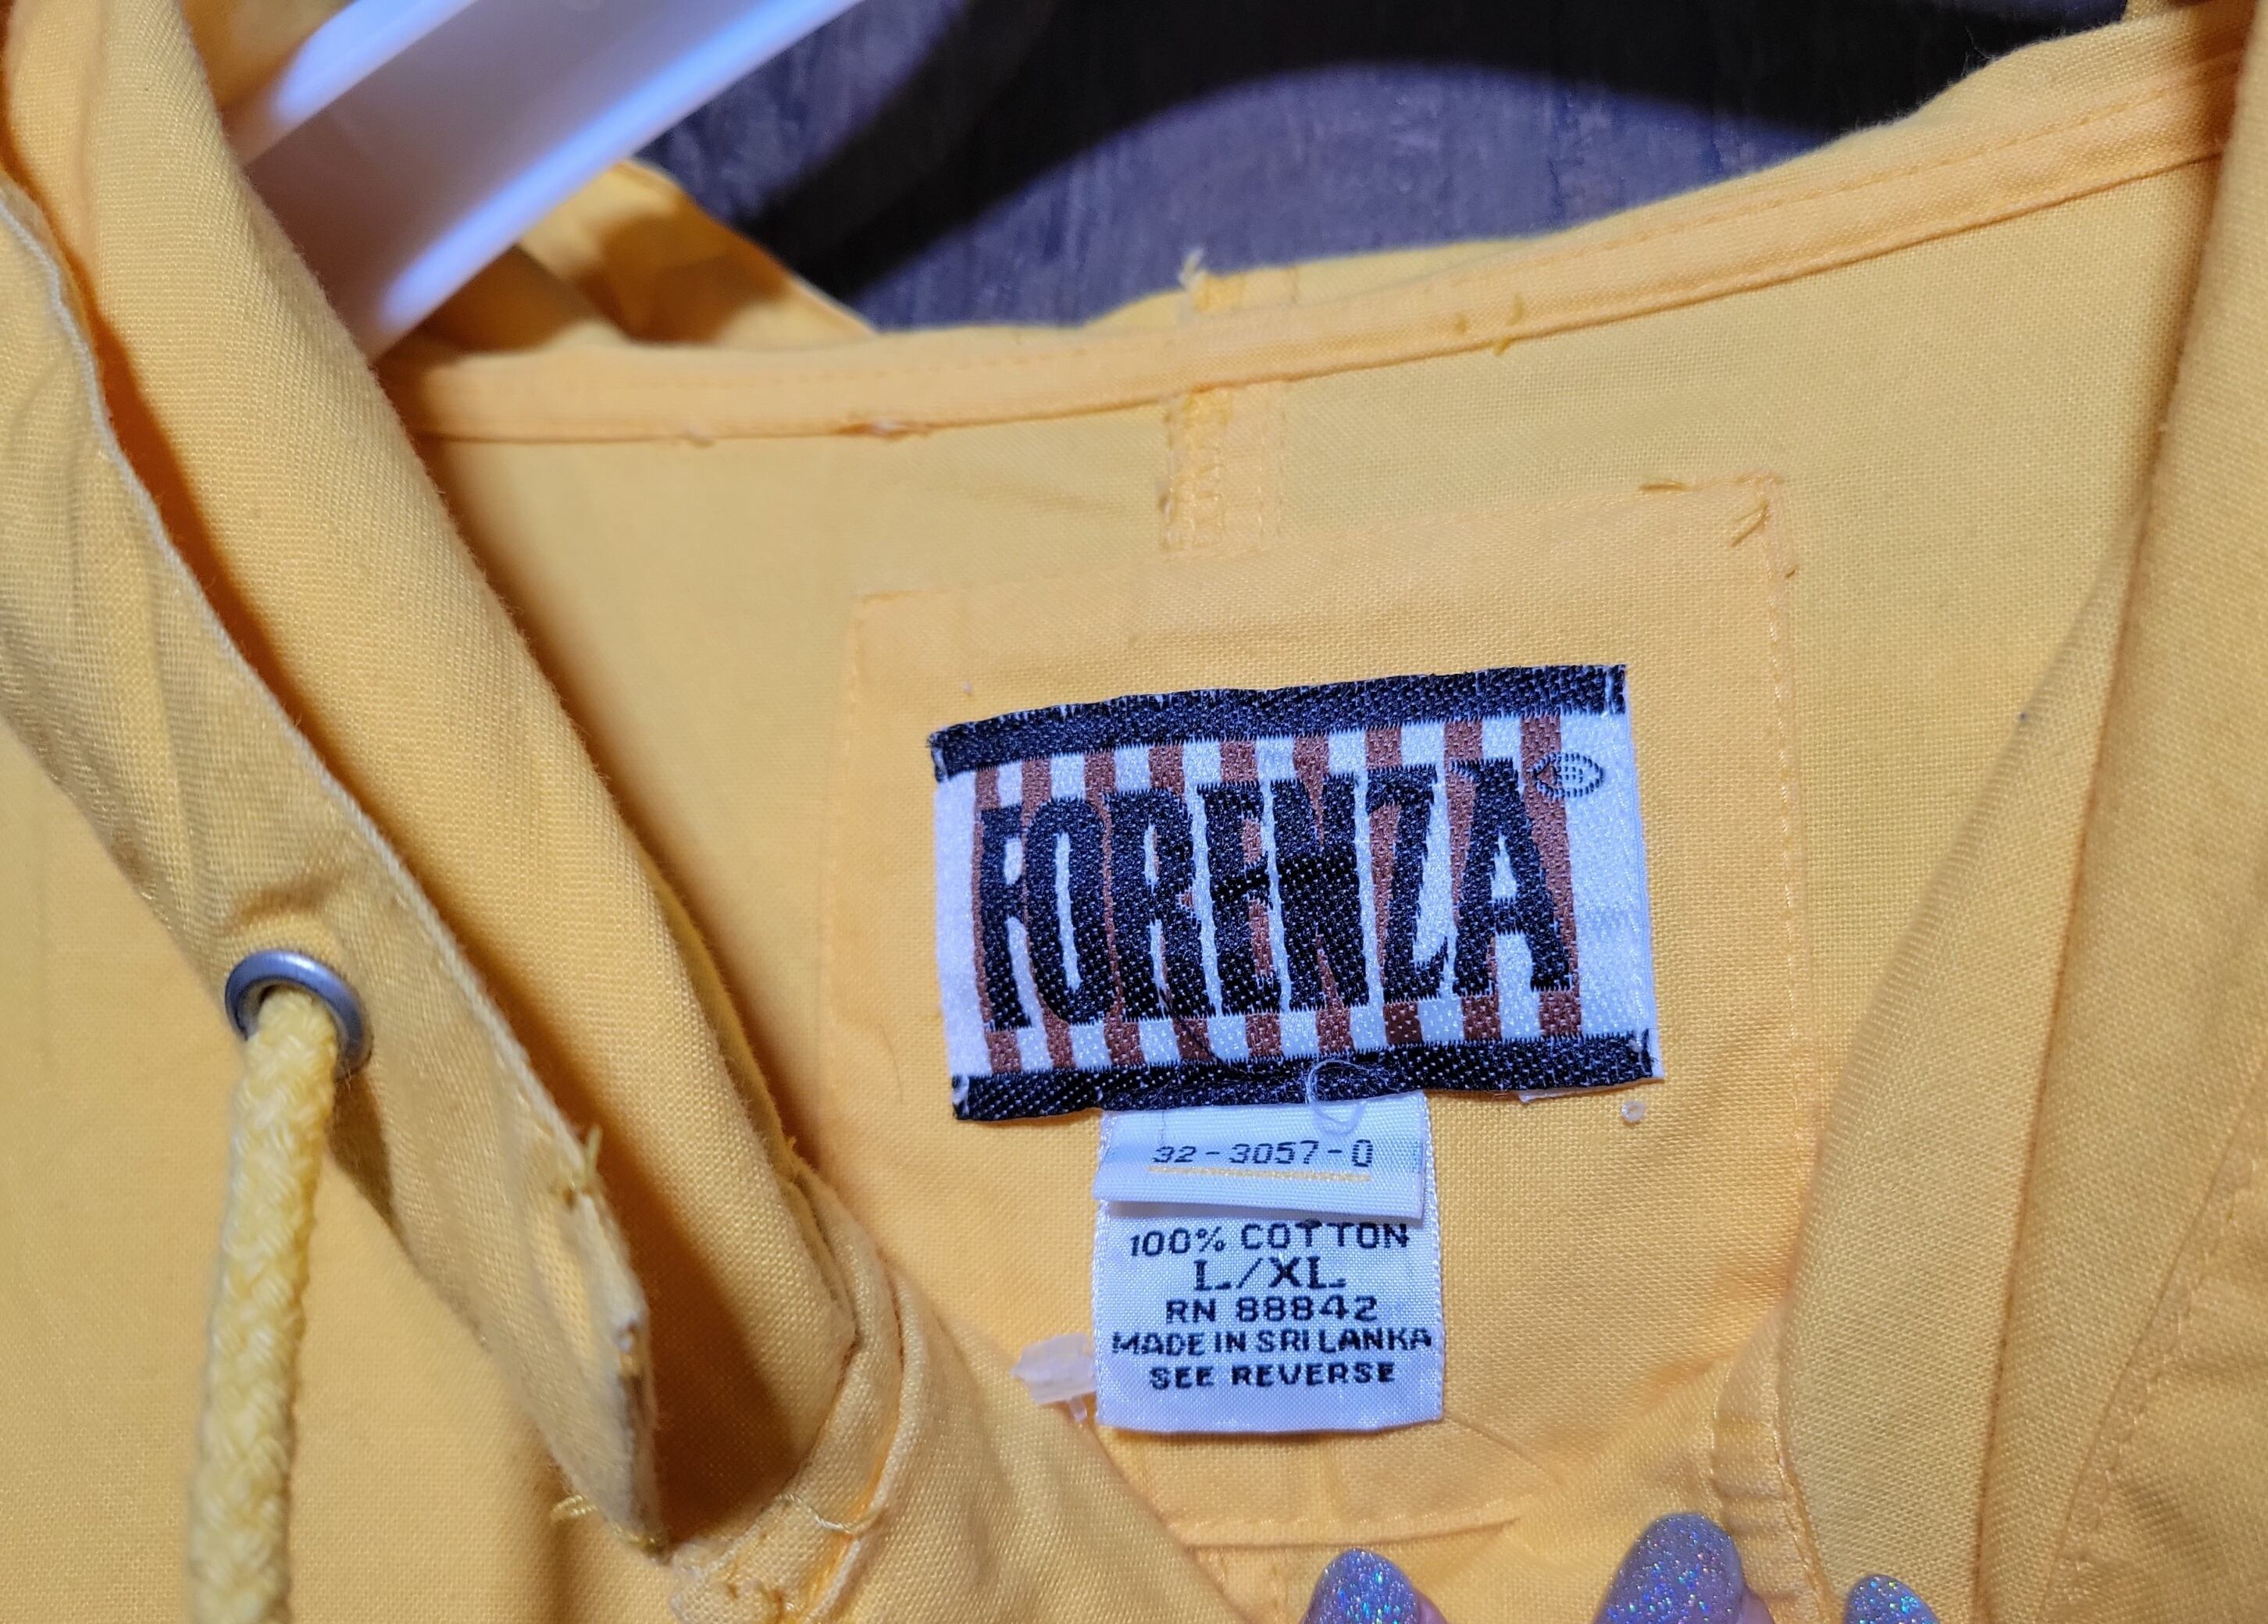 FORENZA
32-3057-0
100% COTTON
L/XL
RN 88842
MADE IN SRI LANKA
SEE REVERSE